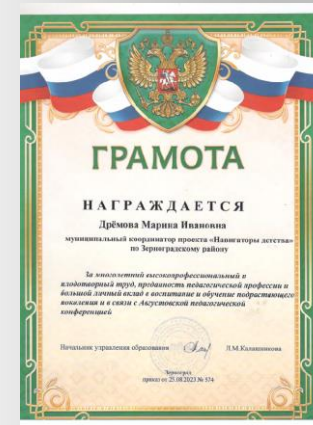 ГРАМОТА
НАГРАЖДАЕТСЯ
Дрёмова Марина Ивановна
муниципальный координатор проекта «Навигаторы детства»
по Зерноградскому району
За многолетний высокопрофессиональный и
плодотворный труд, преданность педагогической профессии и
большой личный вклад в воспитание и обучение подрастающего
поколения и в связи с Августовской педагогической
конференцией
Начальник управления образования Л.М.Калашникова
Зерноград
приказ от 25.08.2023 № 574